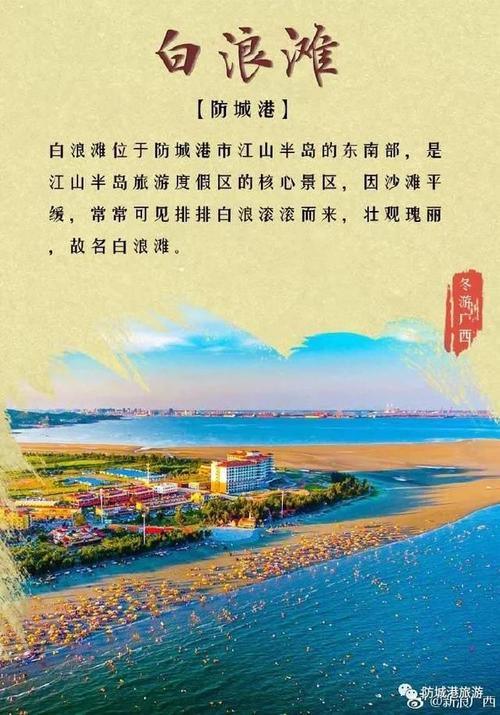 白浪滩
【防城港】
白浪滩位于防城港市江山半岛的东南部，是
江山半岛旅游度假区的核心景区，因沙滩平
缓，常常可见排排白浪滚滚而来，壮观瑰丽
，故名白浪滩。
冬游广西
防城港旅游
@新浪广西